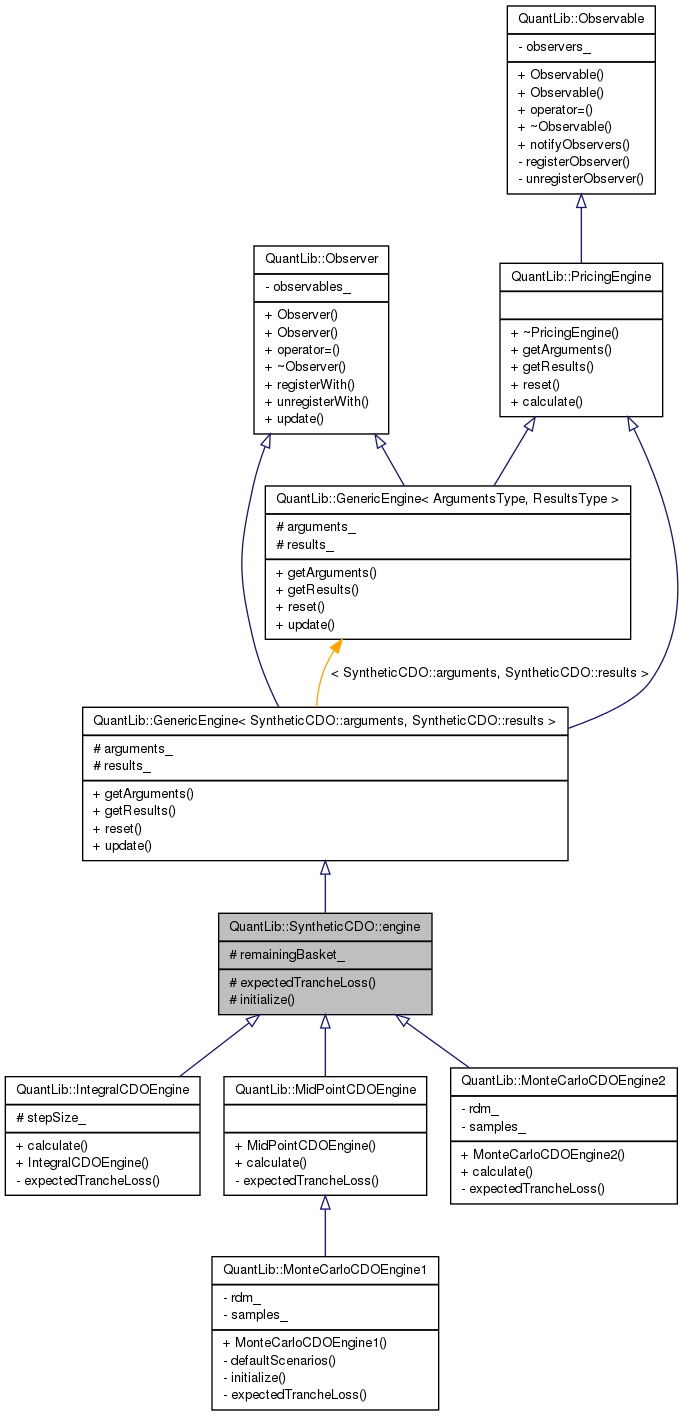 QuantLib::Observable
- observers_
+ Observable()
+ Observable()
+ operator=()
+ ~Observable()
+ notifyObservers()
- registerObserver()
- unregisterObserver()
QuantLib::Observer
- observables_
+ Observer()
+ Observer()
+ operator=()
+ ~Observer()
+ registerWith()
+ unregisterWith()
+ update()
QuantLib::PricingEngine
+ ~PricingEngine()
+ getArguments()
+ getResults()
+ reset()
+ calculate()
QuantLib::GenericEngine< ArgumentsType, ResultsType >
# arguments_
# results_
+ getArguments()
+ getResults()
+ reset()
+ update()
< SyntheticCDO::arguments, SyntheticCDO::results >
QuantLib::GenericEngine< SyntheticCDO::arguments, SyntheticCDO::results >
# arguments_
# results_
+ getArguments()
+ getResults()
+ reset()
+ update()
QuantLib::SyntheticCDO::engine
# remainingBasket_
# expectedTrancheLoss()
# initialize()
QuantLib::IntegralCDOEngine
# stepSize_
+ calculate()
+ IntegralCDOEngine()
- expectedTrancheLoss()
QuantLib::MidPointCDOEngine
+ MidPointCDOEngine()
+ calculate()
- expectedTrancheLoss()
QuantLib::MonteCarloCDOEngine2
- rdm_
- samples_
+ MonteCarloCDOEngine2()
+ calculate()
- expectedTrancheLoss()
QuantLib::MonteCarloCDOEngine1
- rdm_
- samples_
+ MonteCarloCDOEngine1()
- defaultScenarios()
- initialize()
- expectedTrancheLoss()